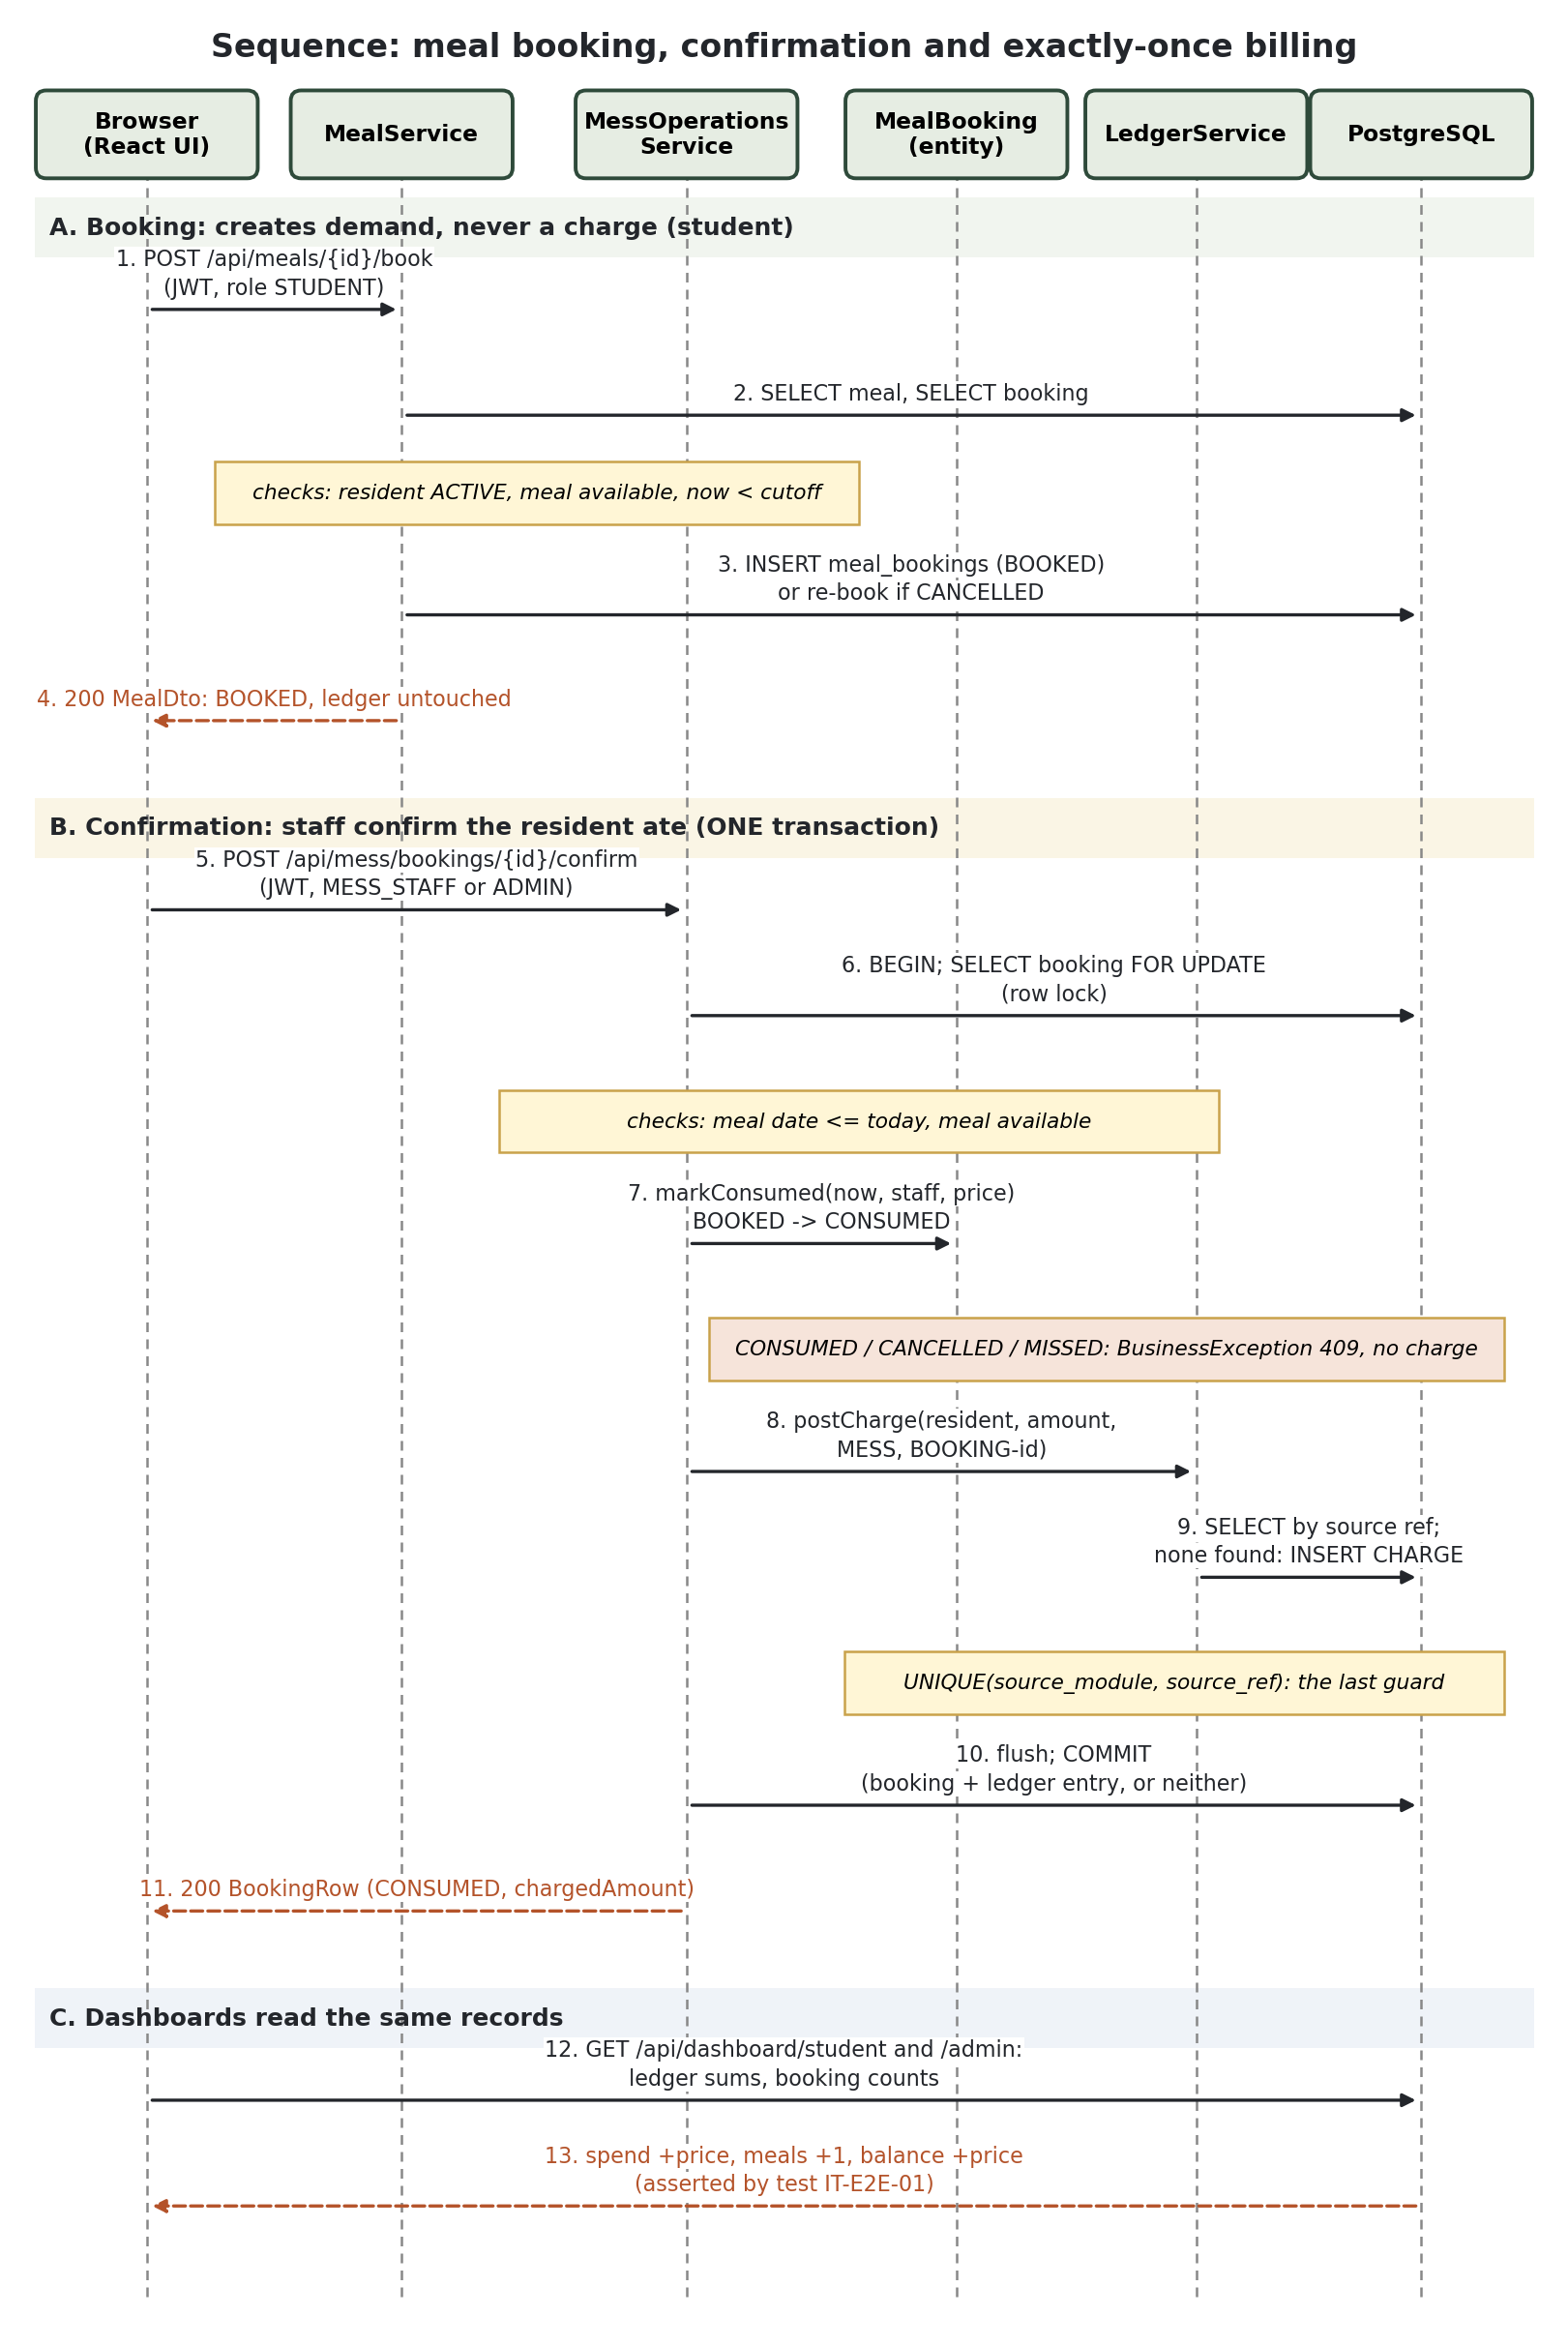 Sequence: meal booking, confirmation and exactly-once billing
Browser
(React UI)
MealService
MessOperations
Service
MealBooking
(entity)
LedgerService
PostgreSQL
A. Booking: creates demand, never a charge (student)
1. POST /api/meals/{id}/book
(JWT, role STUDENT)
2. SELECT meal, SELECT booking
checks: resident ACTIVE, meal available, now < cutoff
3. INSERT meal_bookings (BOOKED)
or re-book if CANCELLED
4. 200 MealDto: BOOKED, ledger untouched
B. Confirmation: staff confirm the resident ate (ONE transaction)
5. POST /api/mess/bookings/{id}/confirm
(JWT, MESS_STAFF or ADMIN)
6. BEGIN; SELECT booking FOR UPDATE
(row lock)
checks: meal date <= today, meal available
7. markConsumed(now, staff, price)
BOOKED -> CONSUMED
CONSUMED / CANCELLED / MISSED: BusinessException 409, no charge
8. postCharge(resident, amount,
MESS, BOOKING-id)
9. SELECT by source ref;
none found: INSERT CHARGE
UNIQUE(source_module, source_ref): the last guard
10. flush; COMMIT
(booking + ledger entry, or neither)
11. 200 BookingRow (CONSUMED, chargedAmount)
C. Dashboards read the same records
12. GET /api/dashboard/student and /admin:
ledger sums, booking counts
13. spend +price, meals +1, balance +price
(asserted by test IT-E2E-01)